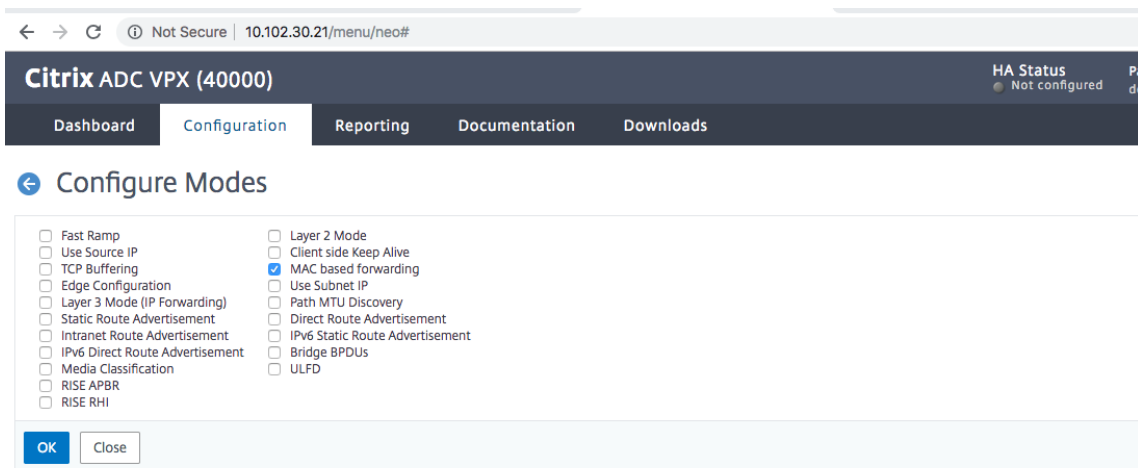 Not Secure | 10.102.30.21/menu/neo#
Citrix ADC VPX (40000)
HA Status
Not configured
Dashboard
Configuration
Reporting
Documentation
Downloads
Configure Modes
Fast Ramp
Use Source IP
TCP Buffering
Edge Configuration
Layer 3 Mode (IP Forwarding)
Static Route Advertisement
Intranet Route Advertisement
IPv6 Direct Route Advertisement
Media Classification
RISE APBR
RISE RHI
Layer 2 Mode
Client side Keep Alive
MAC based forwarding
Use Subnet IP
Path MTU Discovery
Direct Route Advertisement
IPv6 Static Route Advertisement
Bridge BPDUs
ULFD
OK
Close